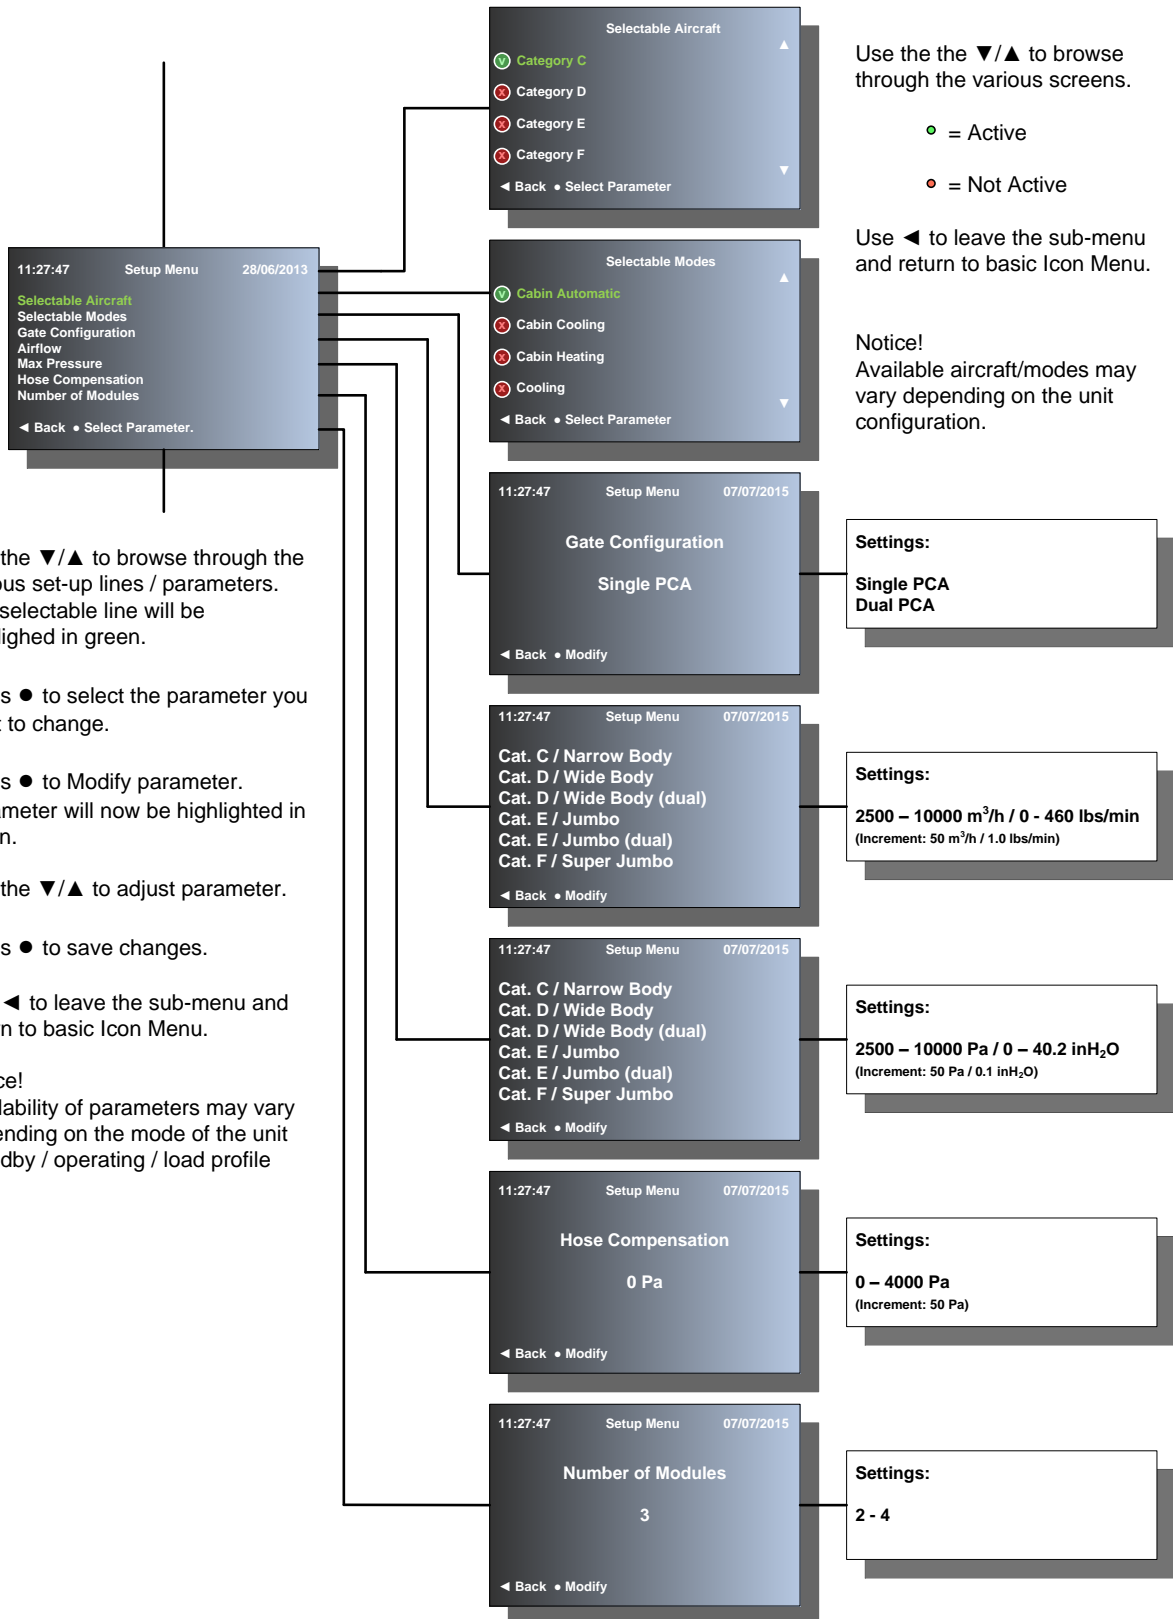 Selectable Aircraft
▲
v Category C
x Category D
x Category E
x Category F
▼
◄ Back ● Select Parameter
Use the the ▼/▲ to browse
through the various screens.
= Active
= Not Active
Use ◄ to leave the sub-menu
and return to basic Icon Menu.
Notice!
Available aircraft/modes may
vary depending on the unit
configuration.
11:27:47 Setup Menu 28/06/2013
Selectable Aircraft
Selectable Modes
Gate Configuration
Airflow
Max Pressure
Hose Compensation
Number of Modules
◄ Back ● Select Parameter.
Selectable Modes
▲
v Cabin Automatic
x Cabin Cooling
x Cabin Heating
x Cooling
▼
◄ Back ● Select Parameter
the ▼/▲ to browse through the
ous set-up lines / parameters.
selectable line will be
lighed in green.
s ● to select the parameter you
t to change.
s ● to Modify parameter.
ameter will now be highlighted in
n.
the ▼/▲ to adjust parameter.
s ● to save changes.
◄ to leave the sub-menu and
rn to basic Icon Menu.
ce!
lability of parameters may vary
ending on the mode of the unit
dby / operating / load profile
11:27:47 Setup Menu 07/07/2015
Gate Configuration
Single PCA
◄ Back ● Modify
Settings:
Single PCA
Dual PCA
11:27:47 Setup Menu 07/07/2015
Cat. C / Narrow Body
Cat. D / Wide Body
Cat. D / Wide Body (dual)
Cat. E / Jumbo
Cat. E / Jumbo (dual)
Cat. F / Super Jumbo
◄ Back ● Modify
Settings:
2500 – 10000 m³/h / 0 - 460 lbs/min
(Increment: 50 m³/h / 1.0 lbs/min)
11:27:47 Setup Menu 07/07/2015
Cat. C / Narrow Body
Cat. D / Wide Body
Cat. D / Wide Body (dual)
Cat. E / Jumbo
Cat. E / Jumbo (dual)
Cat. F / Super Jumbo
◄ Back ● Modify
Settings:
2500 – 10000 Pa / 0 – 40.2 inH₂O
(Increment: 50 Pa / 0.1 inH₂O)
11:27:47 Setup Menu 07/07/2015
Hose Compensation
0 Pa
◄ Back ● Modify
Settings:
0 – 4000 Pa
(Increment: 50 Pa)
11:27:47 Setup Menu 07/07/2015
Number of Modules
3
◄ Back ● Modify
Settings:
2 - 4